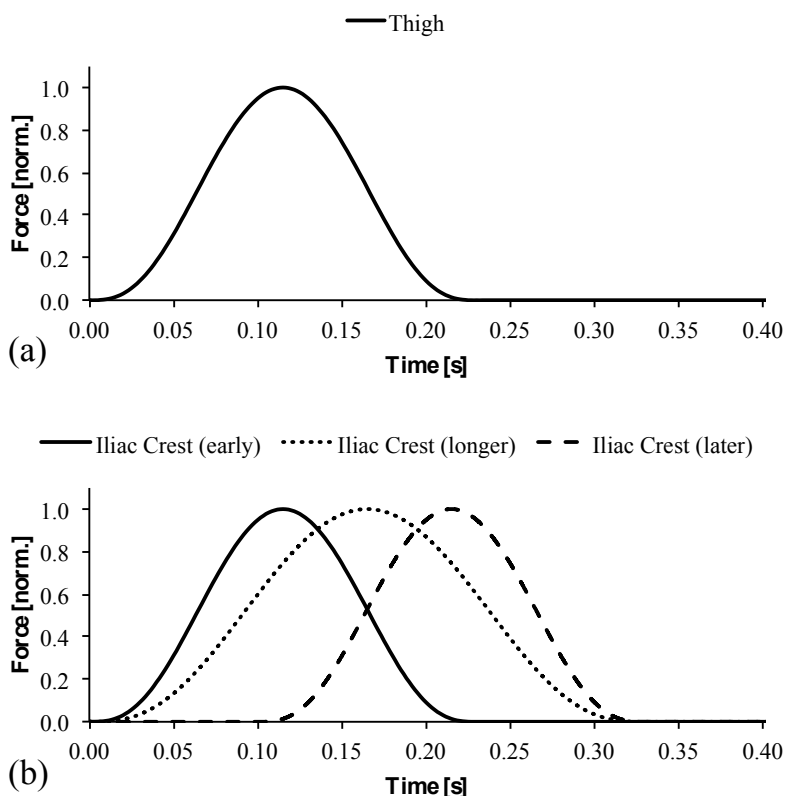 Thigh
1.0
0.8
0.6
0.4
0.2
0.0
Force [norm.]
0.00 0.05 0.10 0.15 0.20 0.25 0.30 0.35 0.40
Time [s]
(a)
Iliac Crest (early) Iliac Crest (longer) Iliac Crest (later)
1.0
0.8
0.6
0.4
0.2
0.0
Force [norm.]
0.00 0.05 0.10 0.15 0.20 0.25 0.30 0.35 0.40
Time [s]
(b)